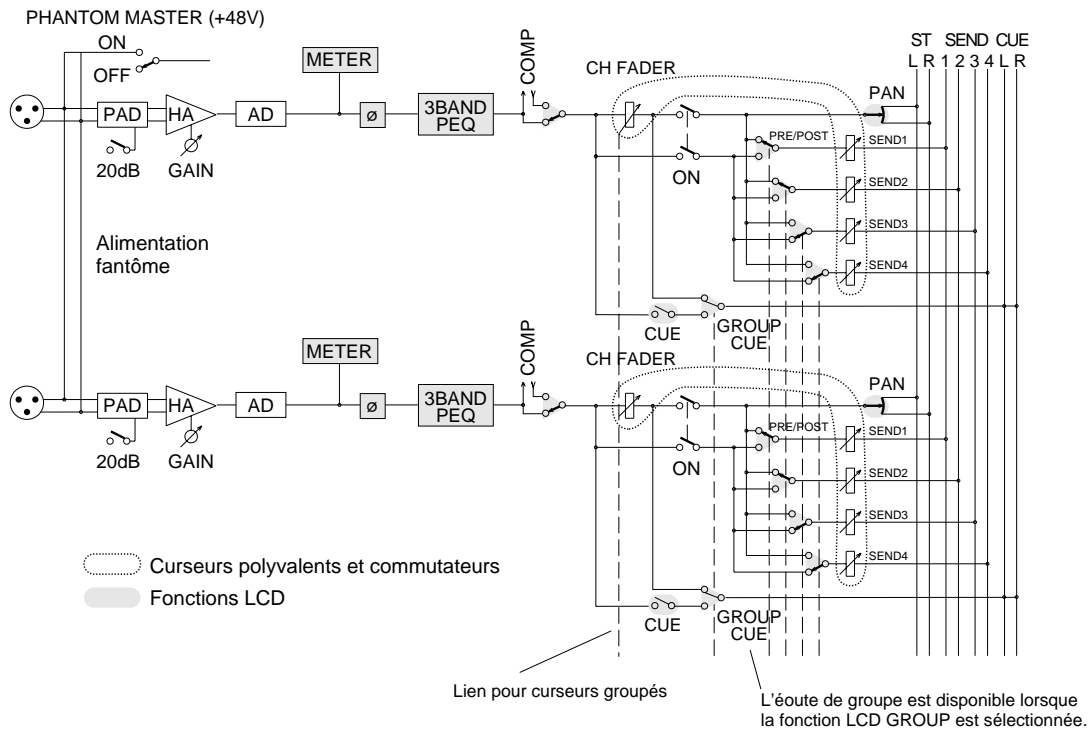 PHANTOM MASTER (+48V)
ON
OFF
METER
COMP
CH FADER
ST SEND CUE
L R 1 2 3 4 L R
PAN
PAD
HA
AD
ø
3BAND
PEQ
20dB
GAIN
PRE/POST
ON
SEND1
SEND2
SEND3
SEND4
Alimentation
fantôme
CUE
GROUP
CUE
METER
COMP
CH FADER
PAN
PAD
HA
AD
ø
3BAND
PEQ
20dB
GAIN
PRE/POST
ON
SEND1
SEND2
SEND3
SEND4
CUE
GROUP
CUE
Curseurs polyvalents et commutateurs
Fonctions LCD
Lien pour curseurs groupés
L'éoute de groupe est disponible lorsque
la fonction LCD GROUP est sélectionnée.